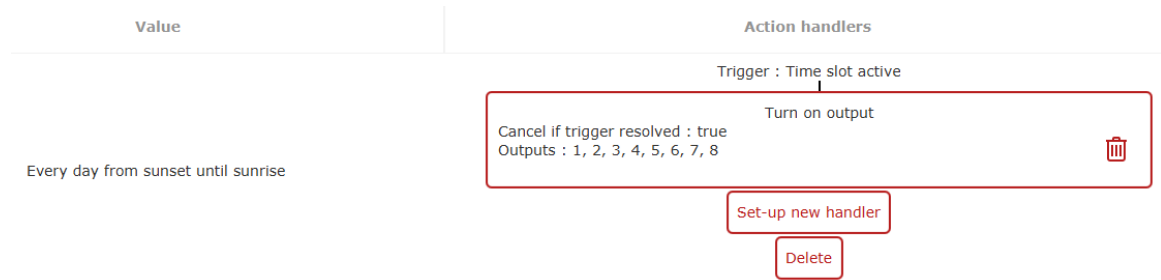 Value
Action handlers
Trigger : Time slot active
Turn on output
Cancel if trigger resolved : true
Outputs : 1, 2, 3, 4, 5, 6, 7, 8
Every day from sunset until sunrise
Set-up new handler
Delete